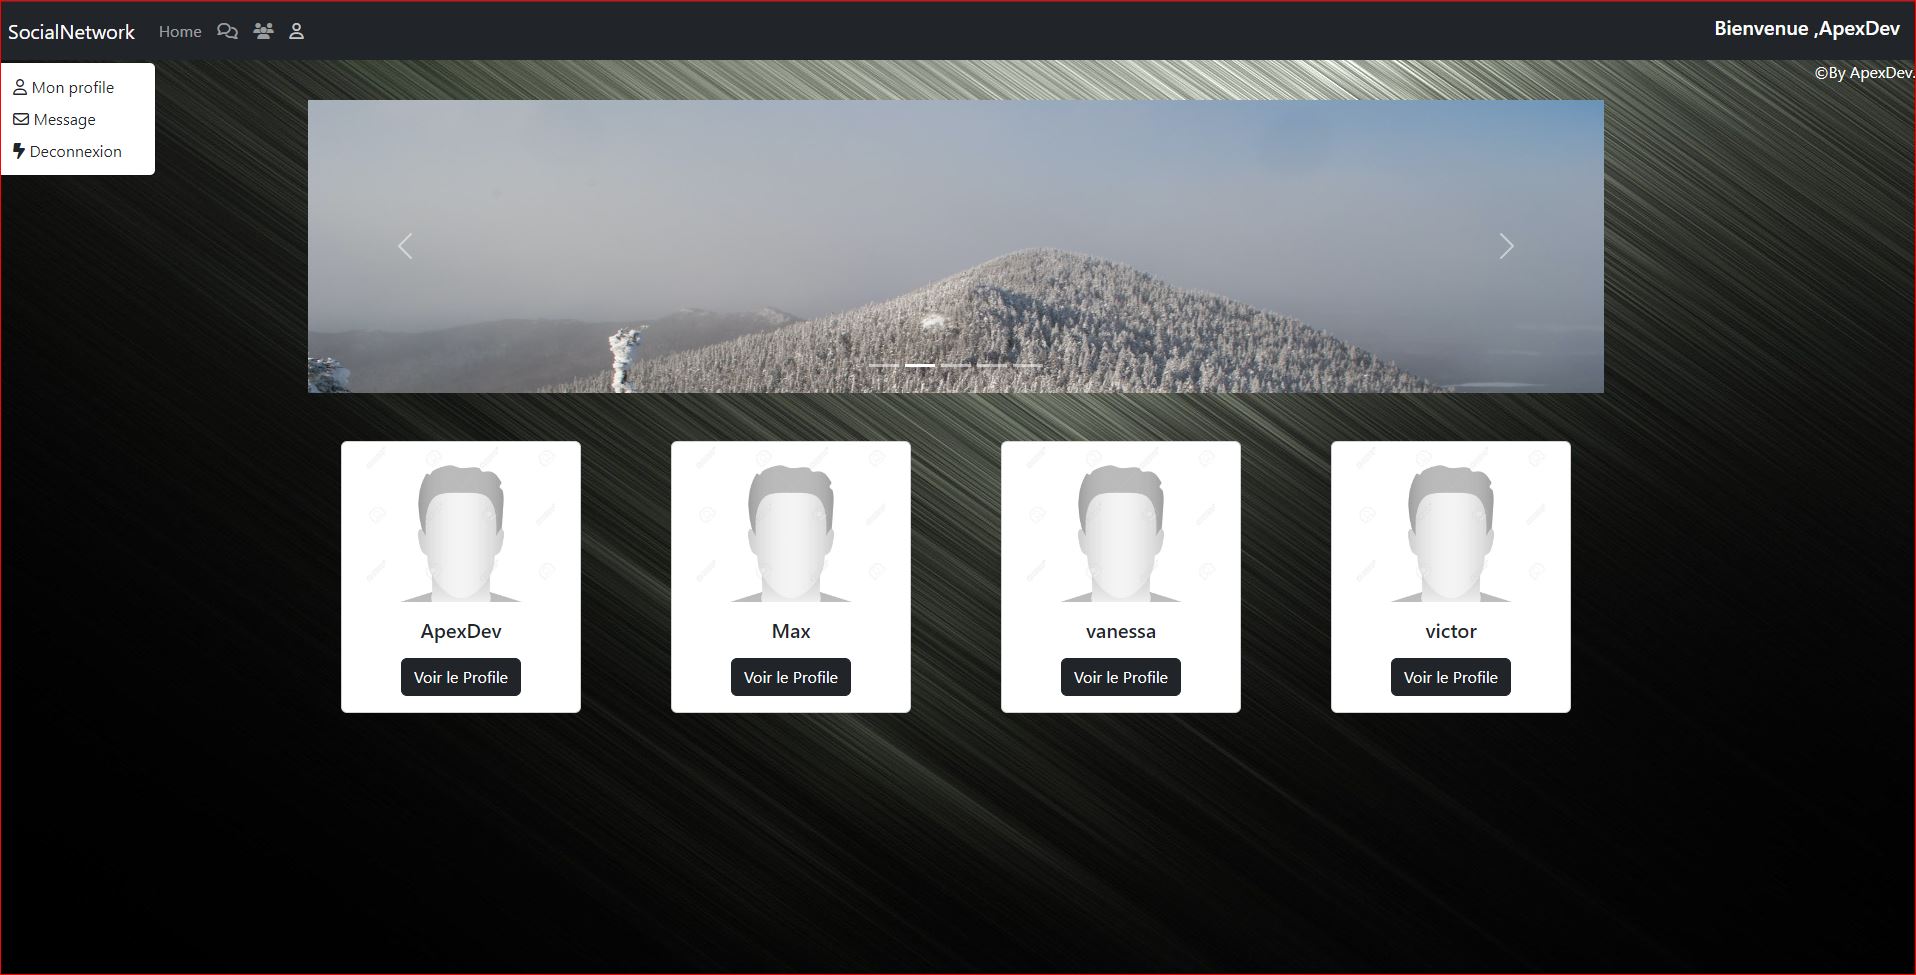 SocialNetwork Home Bienvenue ,ApexDev
Mon profile
Message
Deconnexion
©By ApexDev.
ApexDev
Voir le Profile
Max
Voir le Profile
vanessa
Voir le Profile
victor
Voir le Profile